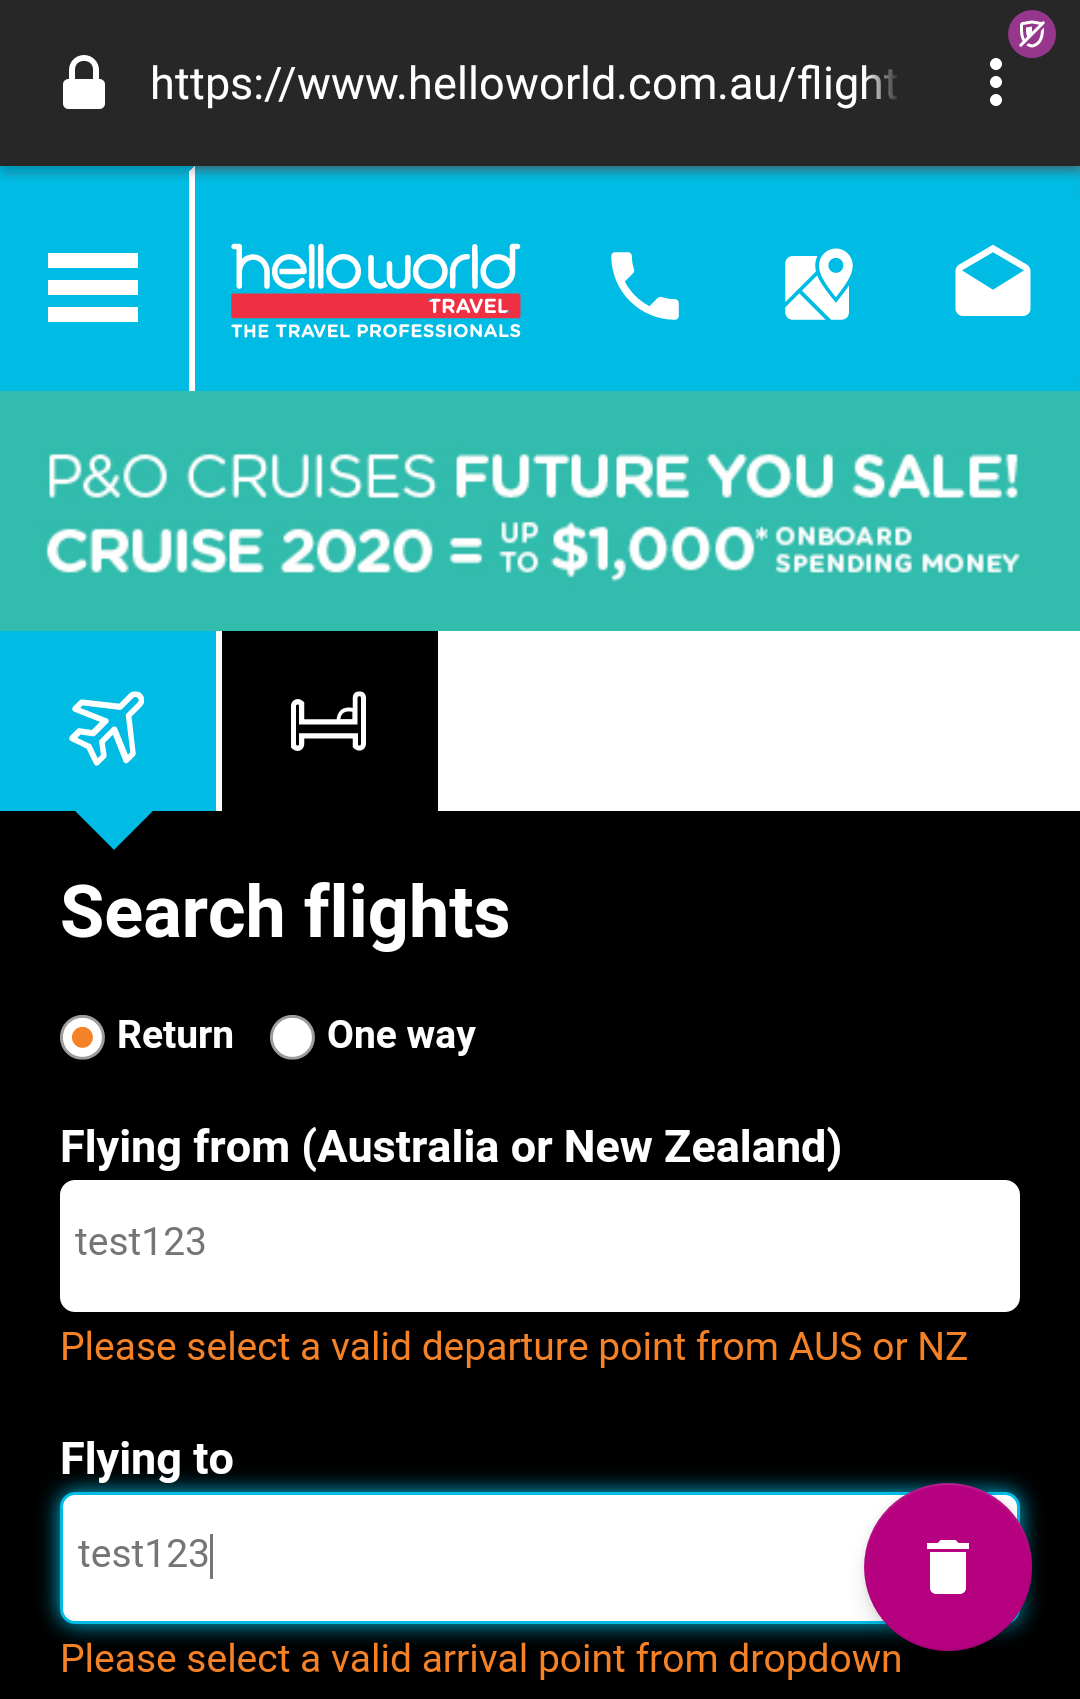 https://www.helloworld.com.au/flight
helloworld
TRAVEL
THE TRAVEL PROFESSIONALS
P&O CRUISES FUTURE YOU SALE!
CRUISE 2020 = UP TO $1,000* ONBOARD SPENDING MONEY
Search flights
Return One way
Flying from (Australia or New Zealand)
test123
Please select a valid departure point from AUS or NZ
Flying to
test123
Please select a valid arrival point from dropdown